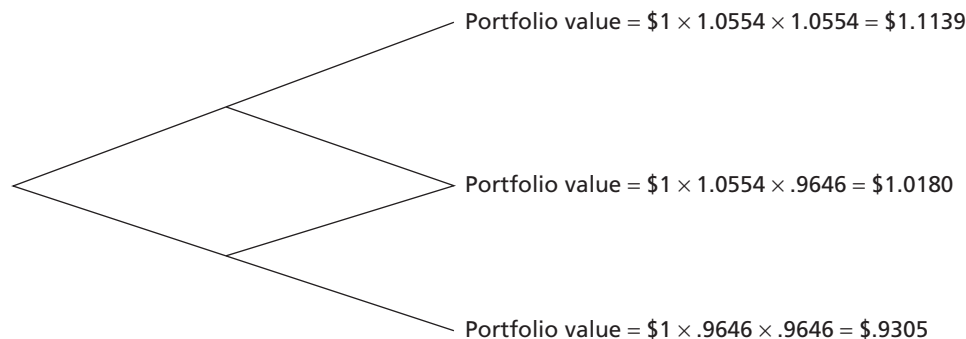 Portfolio value = $1 × 1.0554 × 1.0554 = $1.1139
Portfolio value = $1 × 1.0554 × .9646 = $1.0180
Portfolio value = $1 × .9646 × .9646 = $.9305